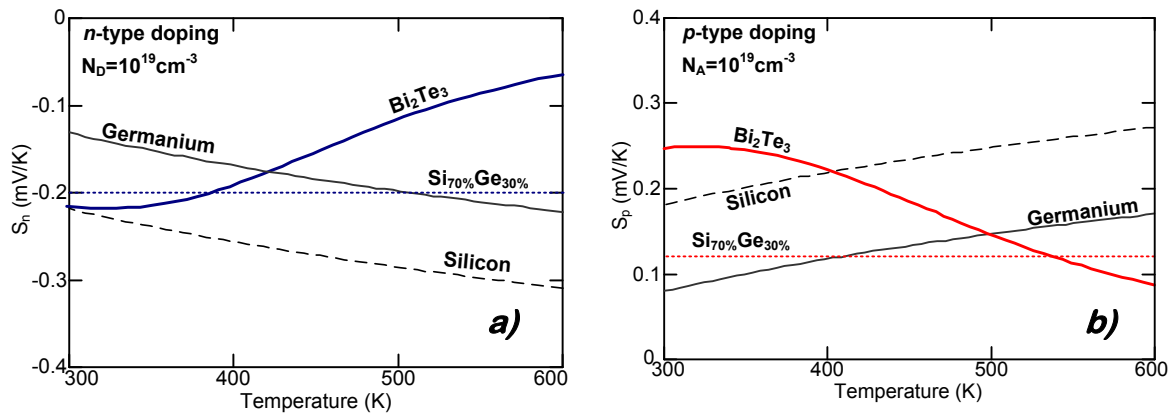 n-type doping
N_D=10^19cm^-3
0
-0.1
-0.2
-0.3
-0.4
S_n (mV/K)
Bi₂Te₃
Germanium
Si₇₀%Ge₃₀%
Silicon
a)
300
400
500
600
Temperature (K)
p-type doping
N_A=10^19cm^-3
0.4
0.3
0.2
0.1
0
S_p (mV/K)
Bi₂Te₃
Silicon
Germanium
Si₇₀%Ge₃₀%
b)
300
400
500
600
Temperature (K)